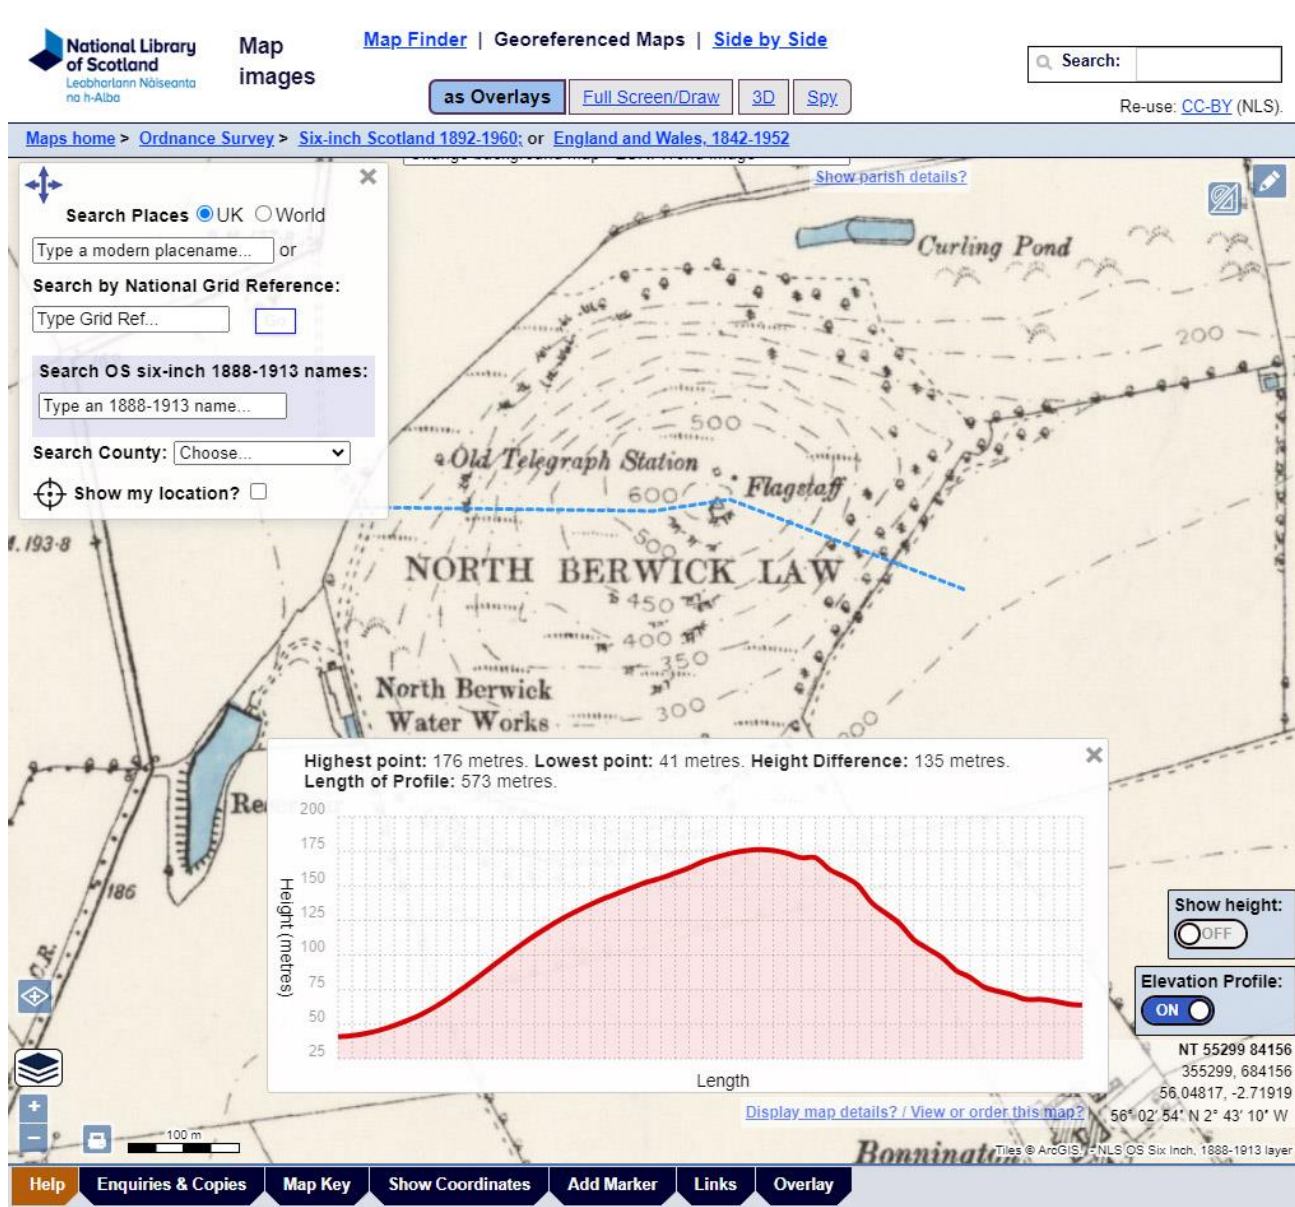 National Library
of Scotland
Leabharlann Nàiseanta
na h-Alba
Map
images
Map Finder | Georeferenced Maps | Side by Side
as Overlays Full Screen/Draw 3D Spy
Search:
Re-use: CC-BY (NLS).
Maps home > Ordnance Survey > Six-inch Scotland 1892-1960; or England and Wales, 1842-1952
Show parish details?
Search Places UK World
Type a modern placename... or
Search by National Grid Reference:
Type Grid Ref... Go
Search OS six-inch 1888-1913 names:
Type an 1888-1913 name...
Search County: Choose...
Show my location?
Curling Pond
200
500
Old Telegraph Station
Flagstaff
600
500
193·8
NORTH BERWICK LAW
450
400
350
North Berwick
Water Works
300
186
C.R.
Highest point: 176 metres. Lowest point: 41 metres. Height Difference: 135 metres.
Length of Profile: 573 metres.
200
175
150
125
100
75
50
25
Height (metres)
Length
Show height:
OFF
Elevation Profile:
ON
NT 55299 84156
355299, 684156
56.04817, -2.71919
56° 02' 54" N 2° 43' 10" W
Display map details? / View or order this map?
100 m
Tiles © ArcGIS. - NLS OS Six Inch, 1888-1913 layer
Help Enquiries & Copies Map Key Show Coordinates Add Marker Links Overlay